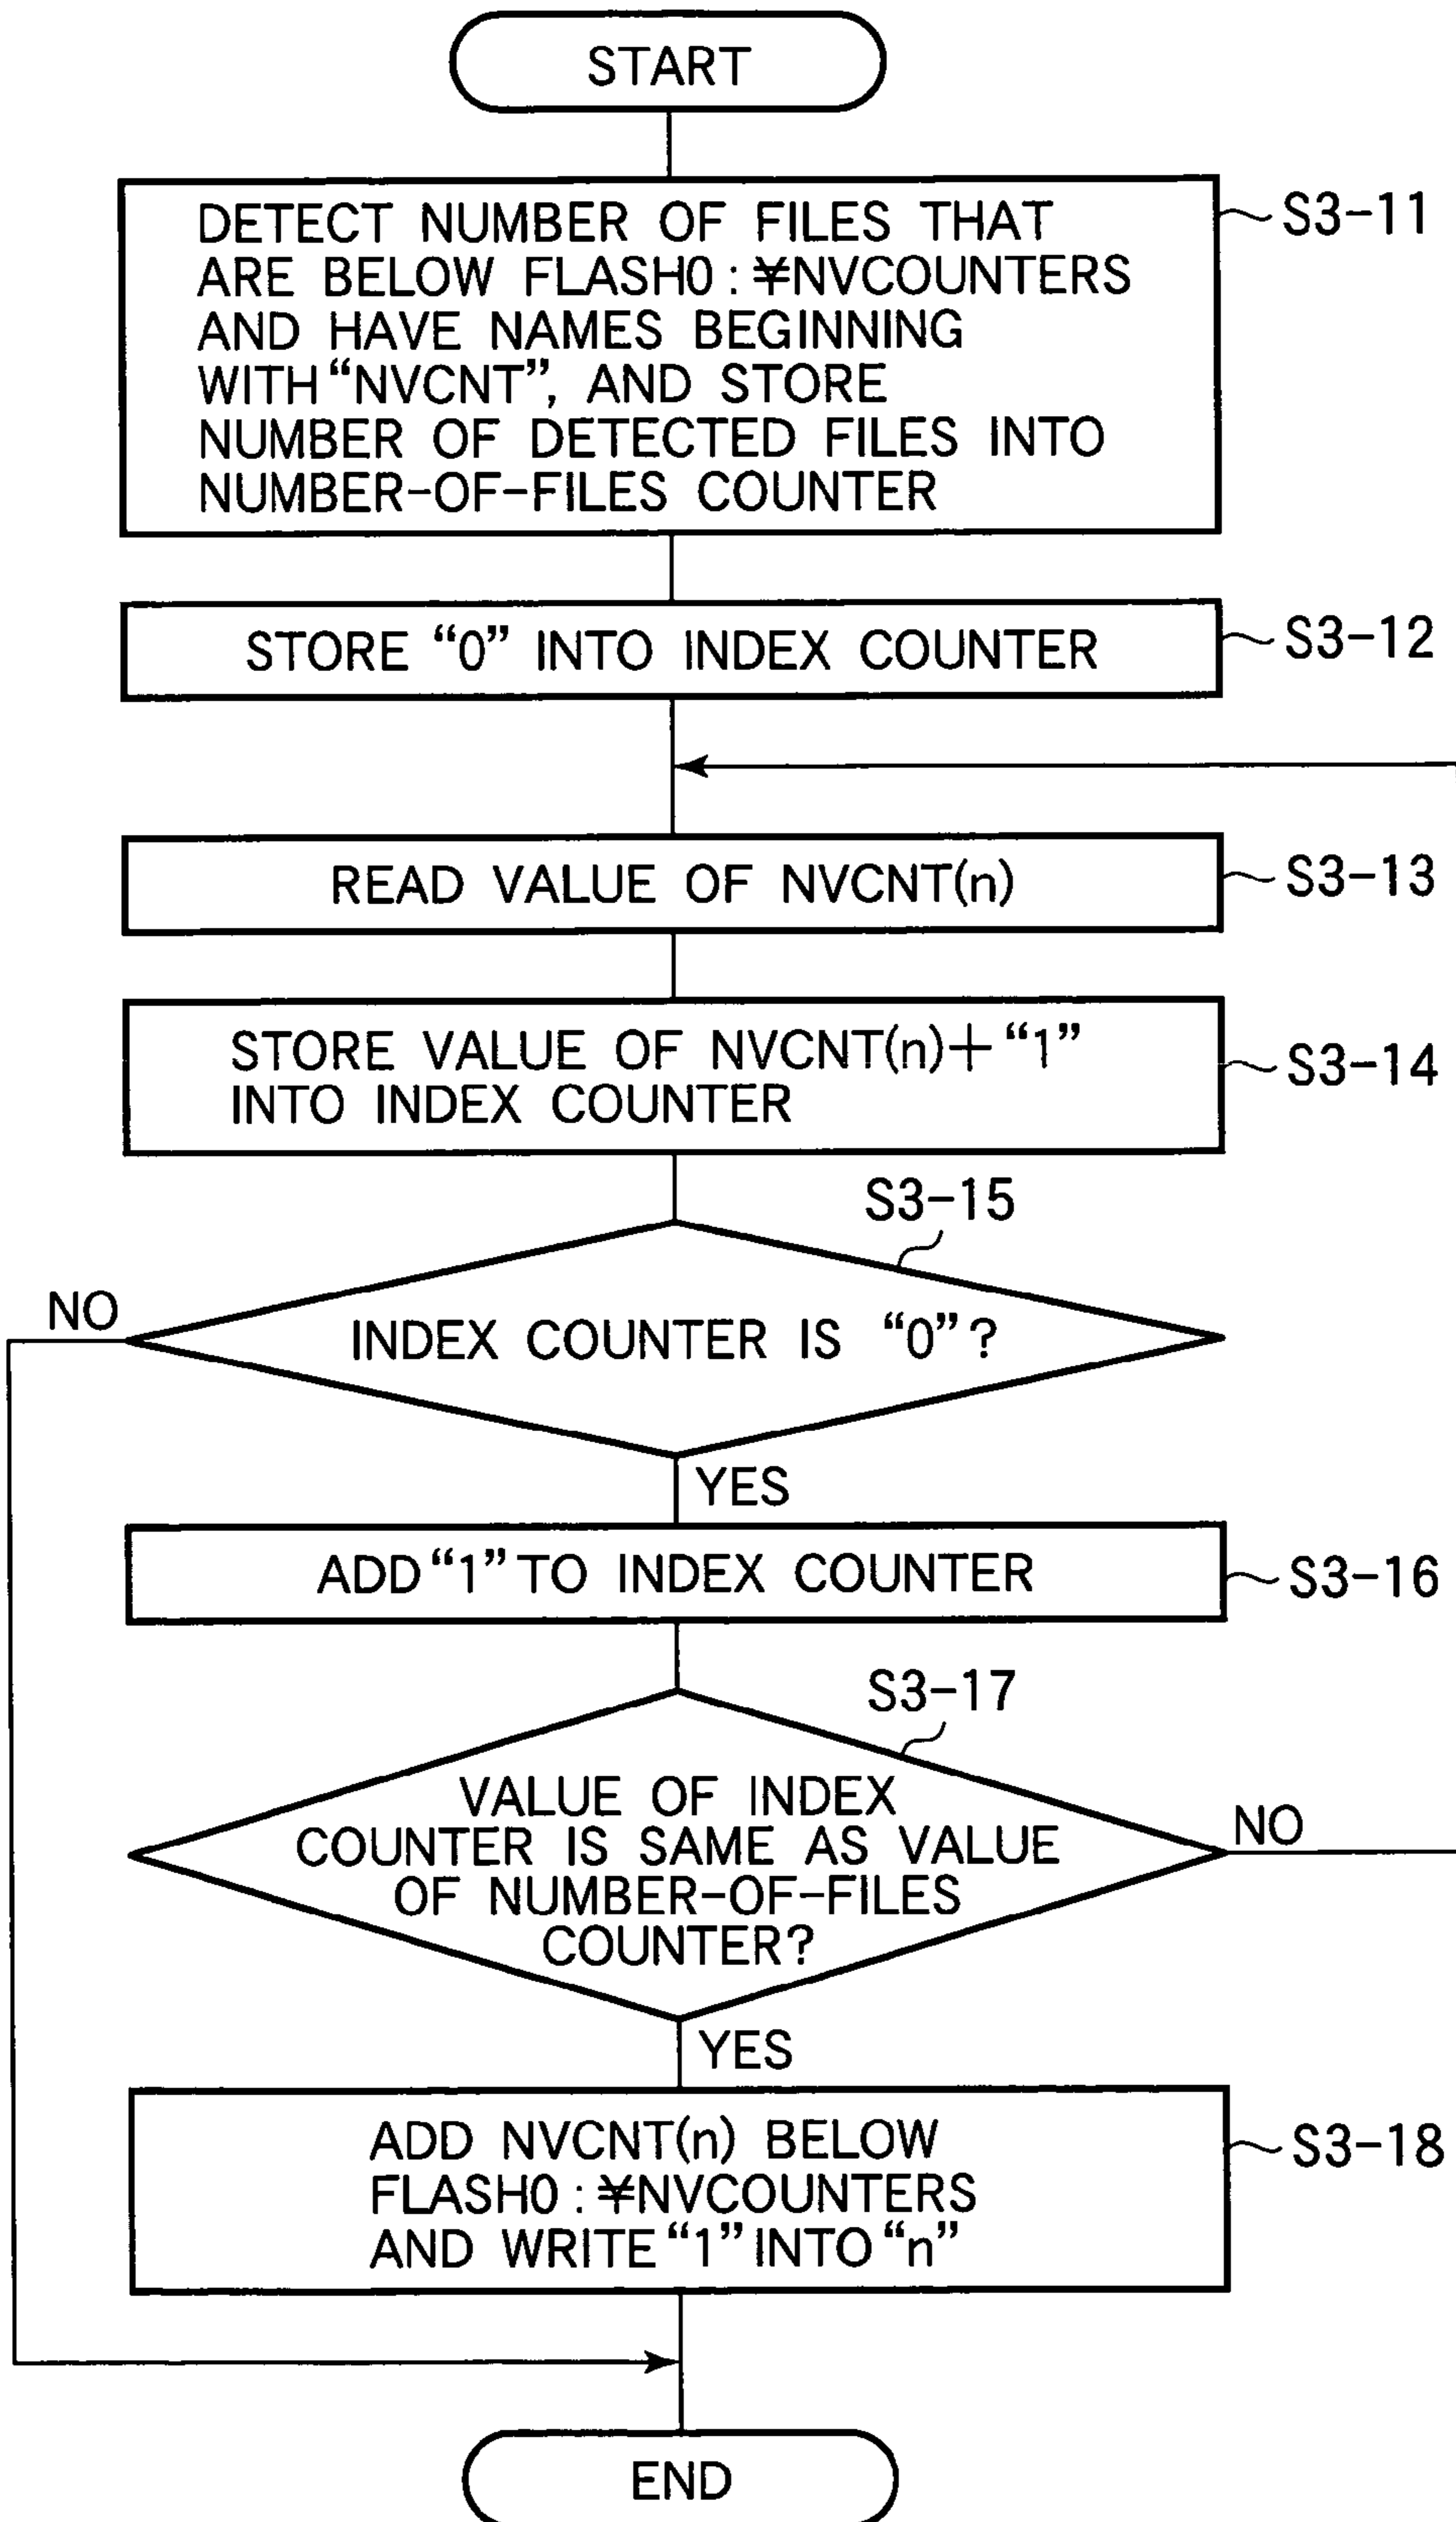 START
DETECT NUMBER OF FILES THAT
ARE BELOW FLASH0:¥NVCOUNTERS
AND HAVE NAMES BEGINNING
WITH “NVCNT”, AND STORE
NUMBER OF DETECTED FILES INTO
NUMBER-OF-FILES COUNTER
S3-11
STORE “0” INTO INDEX COUNTER
S3-12
READ VALUE OF NVCNT(n)
S3-13
STORE VALUE OF NVCNT(n)+“1”
INTO INDEX COUNTER
S3-14
S3-15
NO
INDEX COUNTER IS “0”?
YES
ADD “1” TO INDEX COUNTER
S3-16
S3-17
VALUE OF INDEX
COUNTER IS SAME AS VALUE
OF NUMBER-OF-FILES
COUNTER?
NO
YES
ADD NVCNT(n) BELOW
FLASH0:¥NVCOUNTERS
AND WRITE “1” INTO “n”
S3-18
END